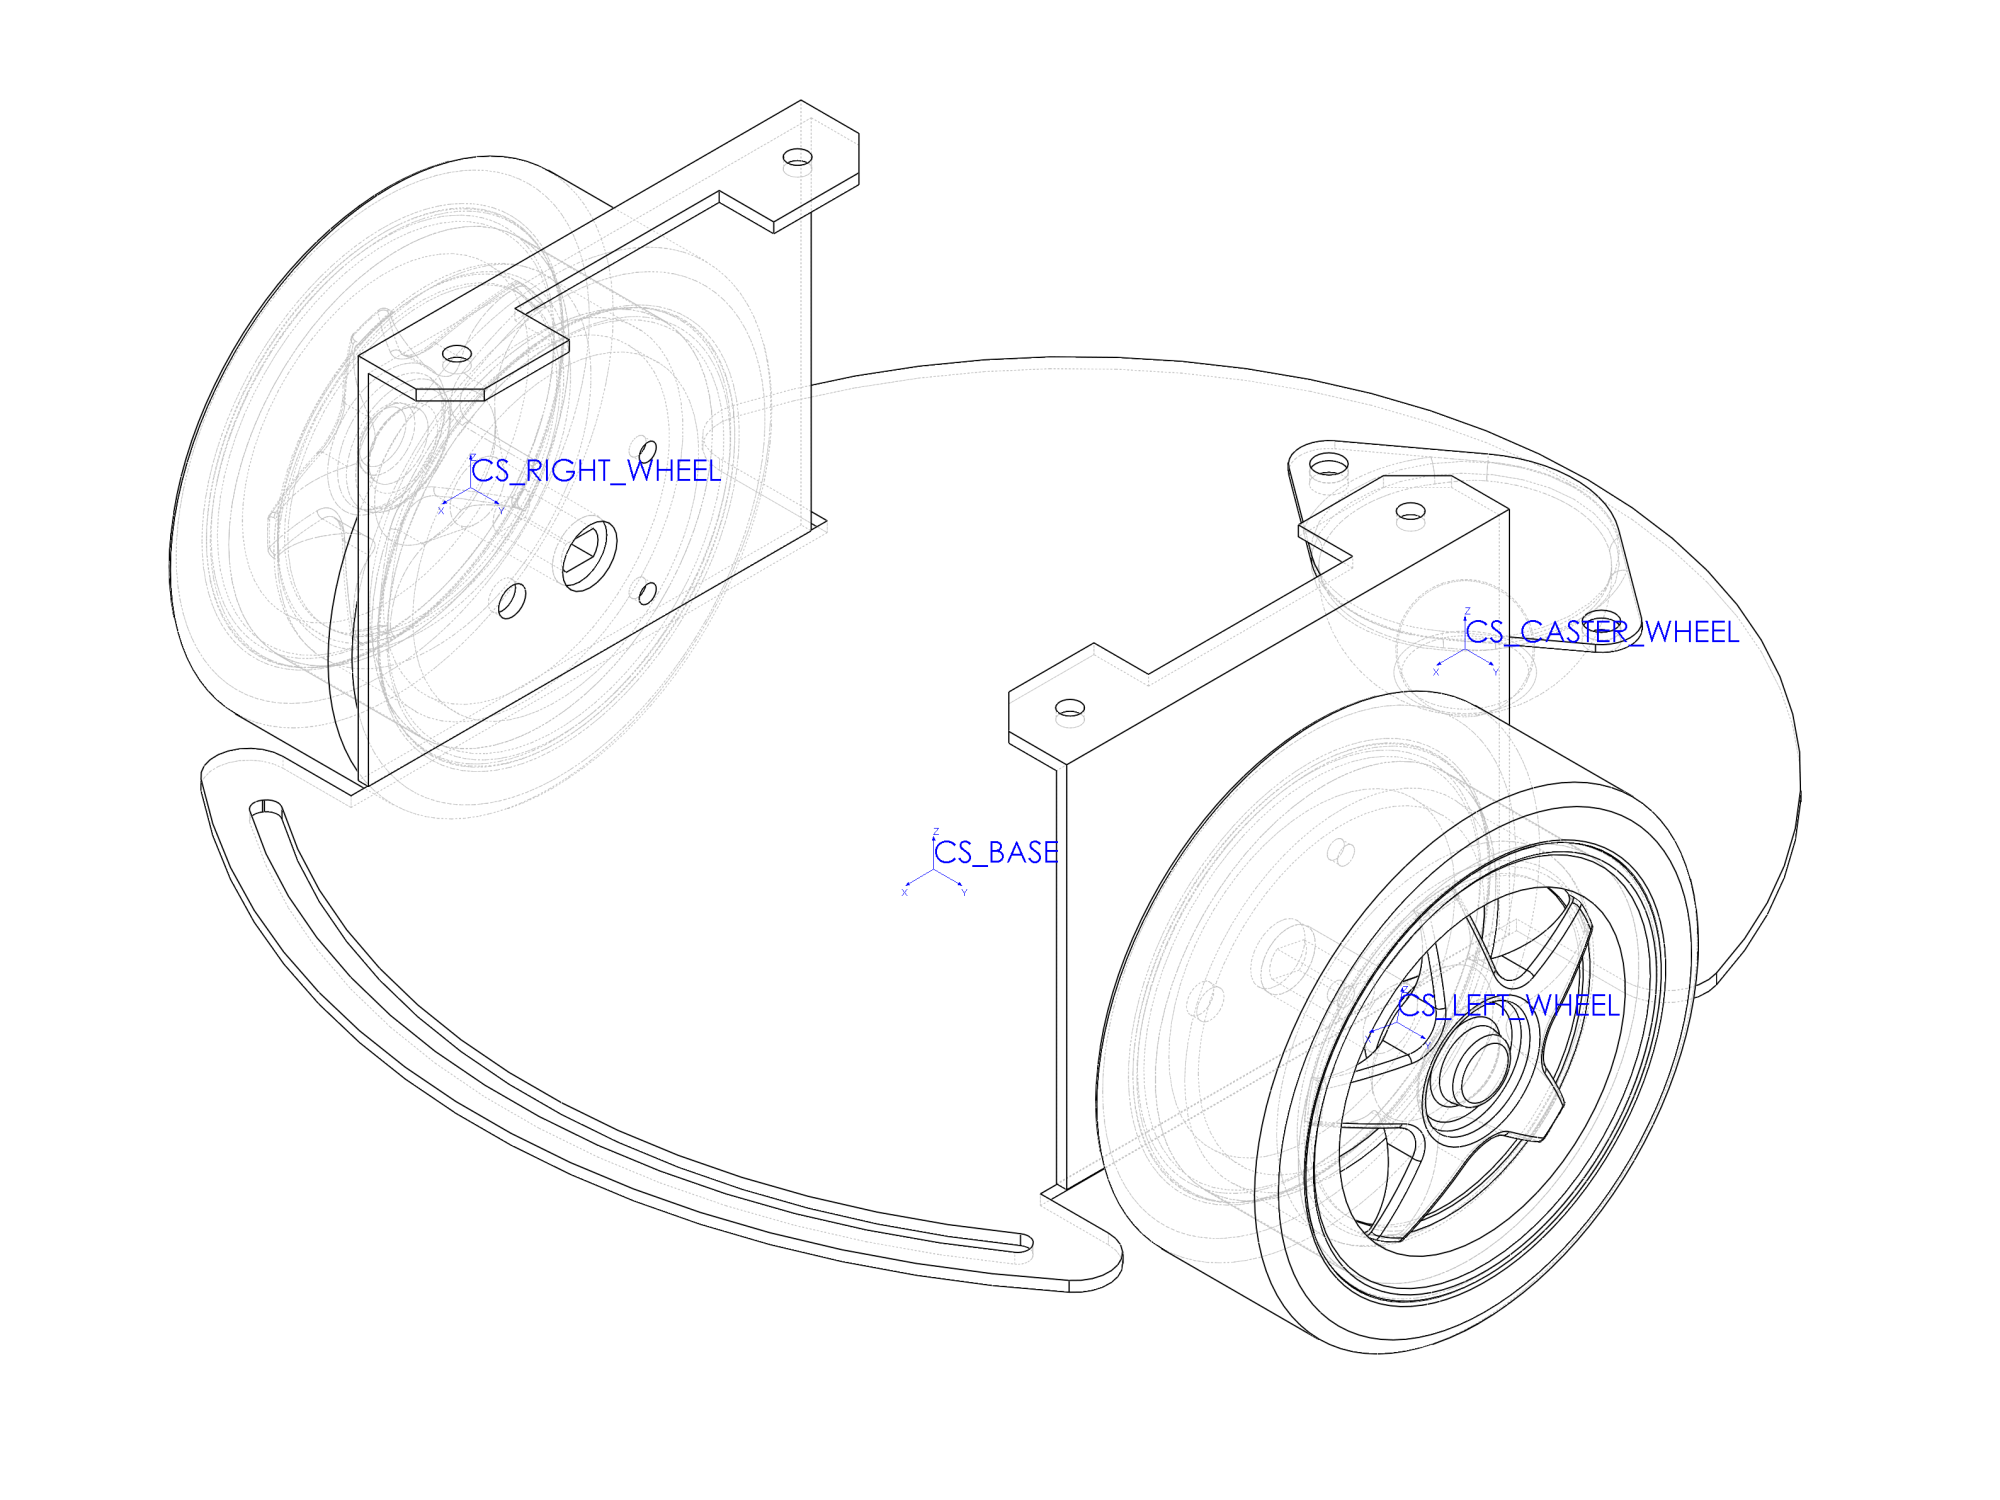 CS_RIGHT_WHEEL
Z
X
Y
CS_CASTER_WHEEL
Z
X
Y
CS_BASE
Z
X
Y
CS_LEFT_WHEEL
Z
X
Y